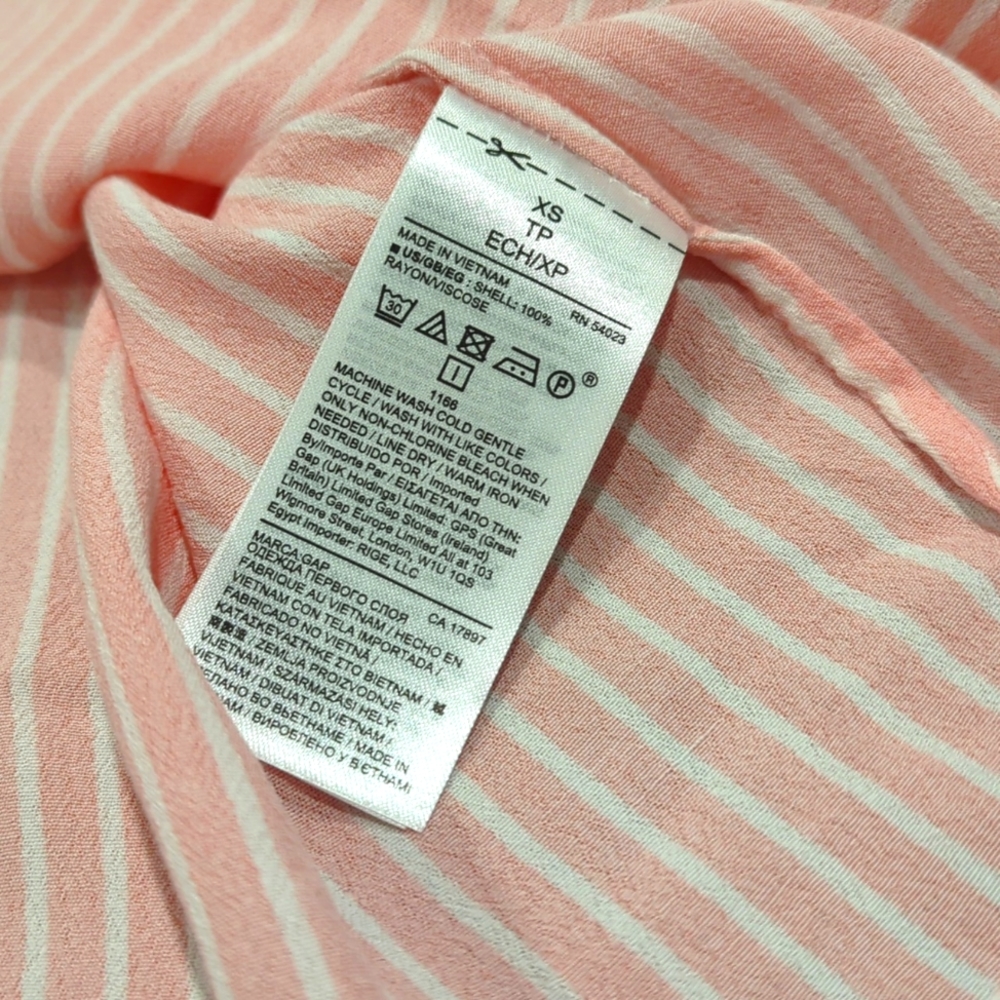 XS
TP
ECH/XP
MADE IN VIETNAM
RN 54023
■ US/GB/EG : SHELL: 100%
RAYON/VISCOSE
30
P ®
1166
MACHINE WASH COLD GENTLE
CYCLE / WASH WITH LIKE COLORS /
ONLY NON-CHLORINE BLEACH WHEN
NEEDED / LINE DRY / WARM IRON
DISTRIBUIDO POR / Imported
By/Importe Par / ΕΙΣΑΓΕΤΑΙ ΑΠΟ ΤΗΝ:
Gap (UK Holdings) Limited: GPS (Great
Britain) Limited Gap Stores (Ireland)
Limited Gap Europe Limited All at 103
Wigmore Street, London, W1U 1QS
Egypt Importer: RIGE, LLC
MARCA:GAP
CA 17897
ОДЕЖДА ПЕРВОГО СЛОЯ
FABRIQUE AU VIETNAM / HECHO EN
VIETNAM CON TELA IMPORTADA /
FABRICADO NO VIETNÃ /
ΚΑΤΑΣΚΕΥΑΣΤΗΚΕ ΣΤΟ ΒΙΕΤΝΑΜ /
/ ZEMLJA PROIZVODNJE
VIJETNAM / SZÁRMAZÁSI HELY:
VIETNAM / DIBUAT DI VIETNAM /
ВО ВЬЕТНАМЕ / MADE IN
/ ВИРОБЛЕНО У В'ЄТНАМІ